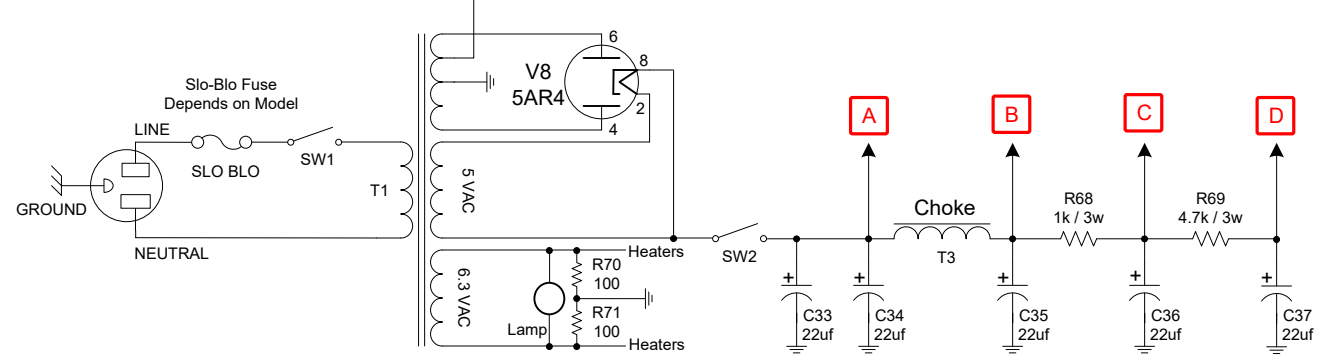 Slo-Blo Fuse
Depends on Model
LINE
SLO BLO
SW1
GROUND
NEUTRAL
T1
5 VAC
6.3 VAC
V8
5AR4
6
8
2
4
Heaters
R70
100
R71
100
Lamp
Heaters
SW2
A
B
C
D
Choke
T3
R68
1k / 3w
R69
4.7k / 3w
+
C33
22uf
+
C34
22uf
+
C35
22uf
+
C36
22uf
+
C37
22uf